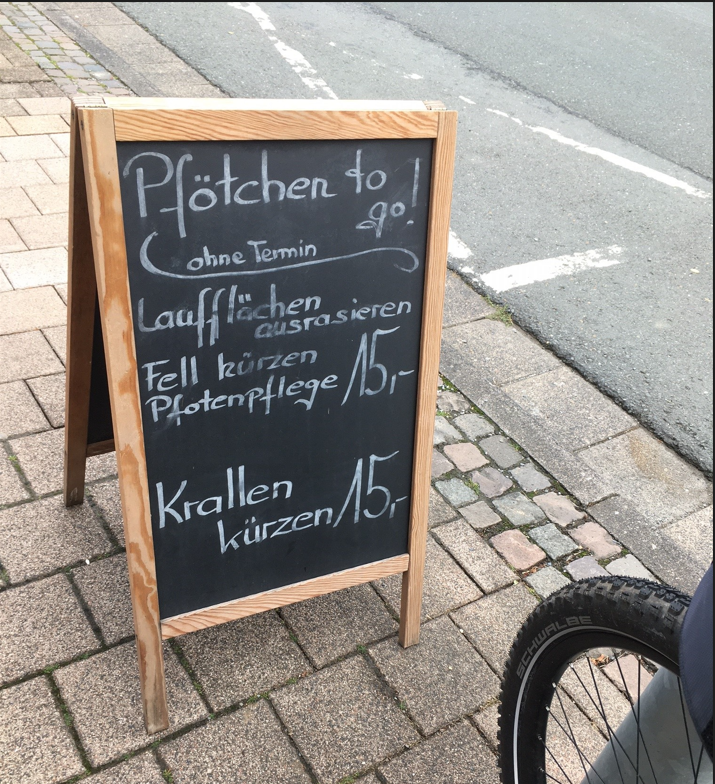 Pfötchen to
go!
ohne Termin
Laufflächen
ausrasieren
Fell kürzen
Pfotenpflege 15,-
Krallen
kürzen 15,-
SCHWALBE